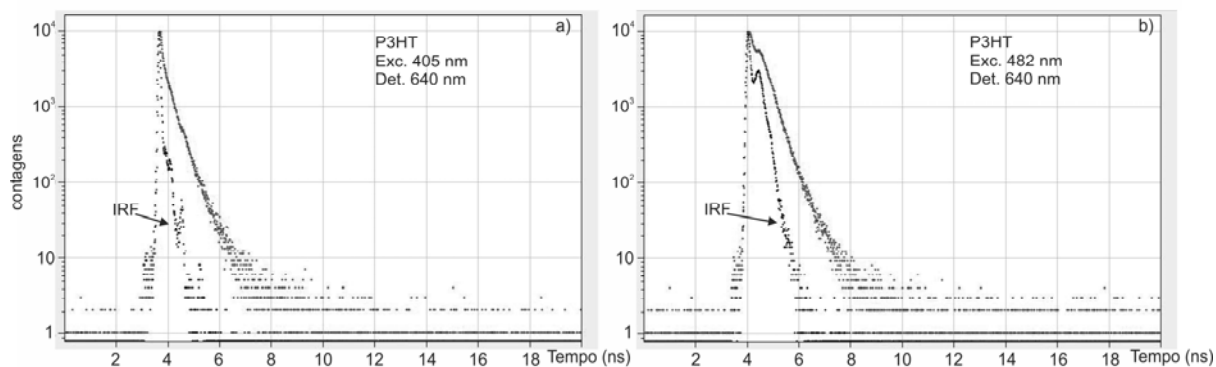 a)
P3HT
Exc. 405 nm
Det. 640 nm
10⁴
10³
10²
10
1
contagens
IRF
2 4 6 8 10 12 14 16 18 Tempo (ns)
b)
P3HT
Exc. 482 nm
Det. 640 nm
10⁴
10³
10²
10
1
IRF
2 4 6 8 10 12 14 16 18 Tempo (ns)